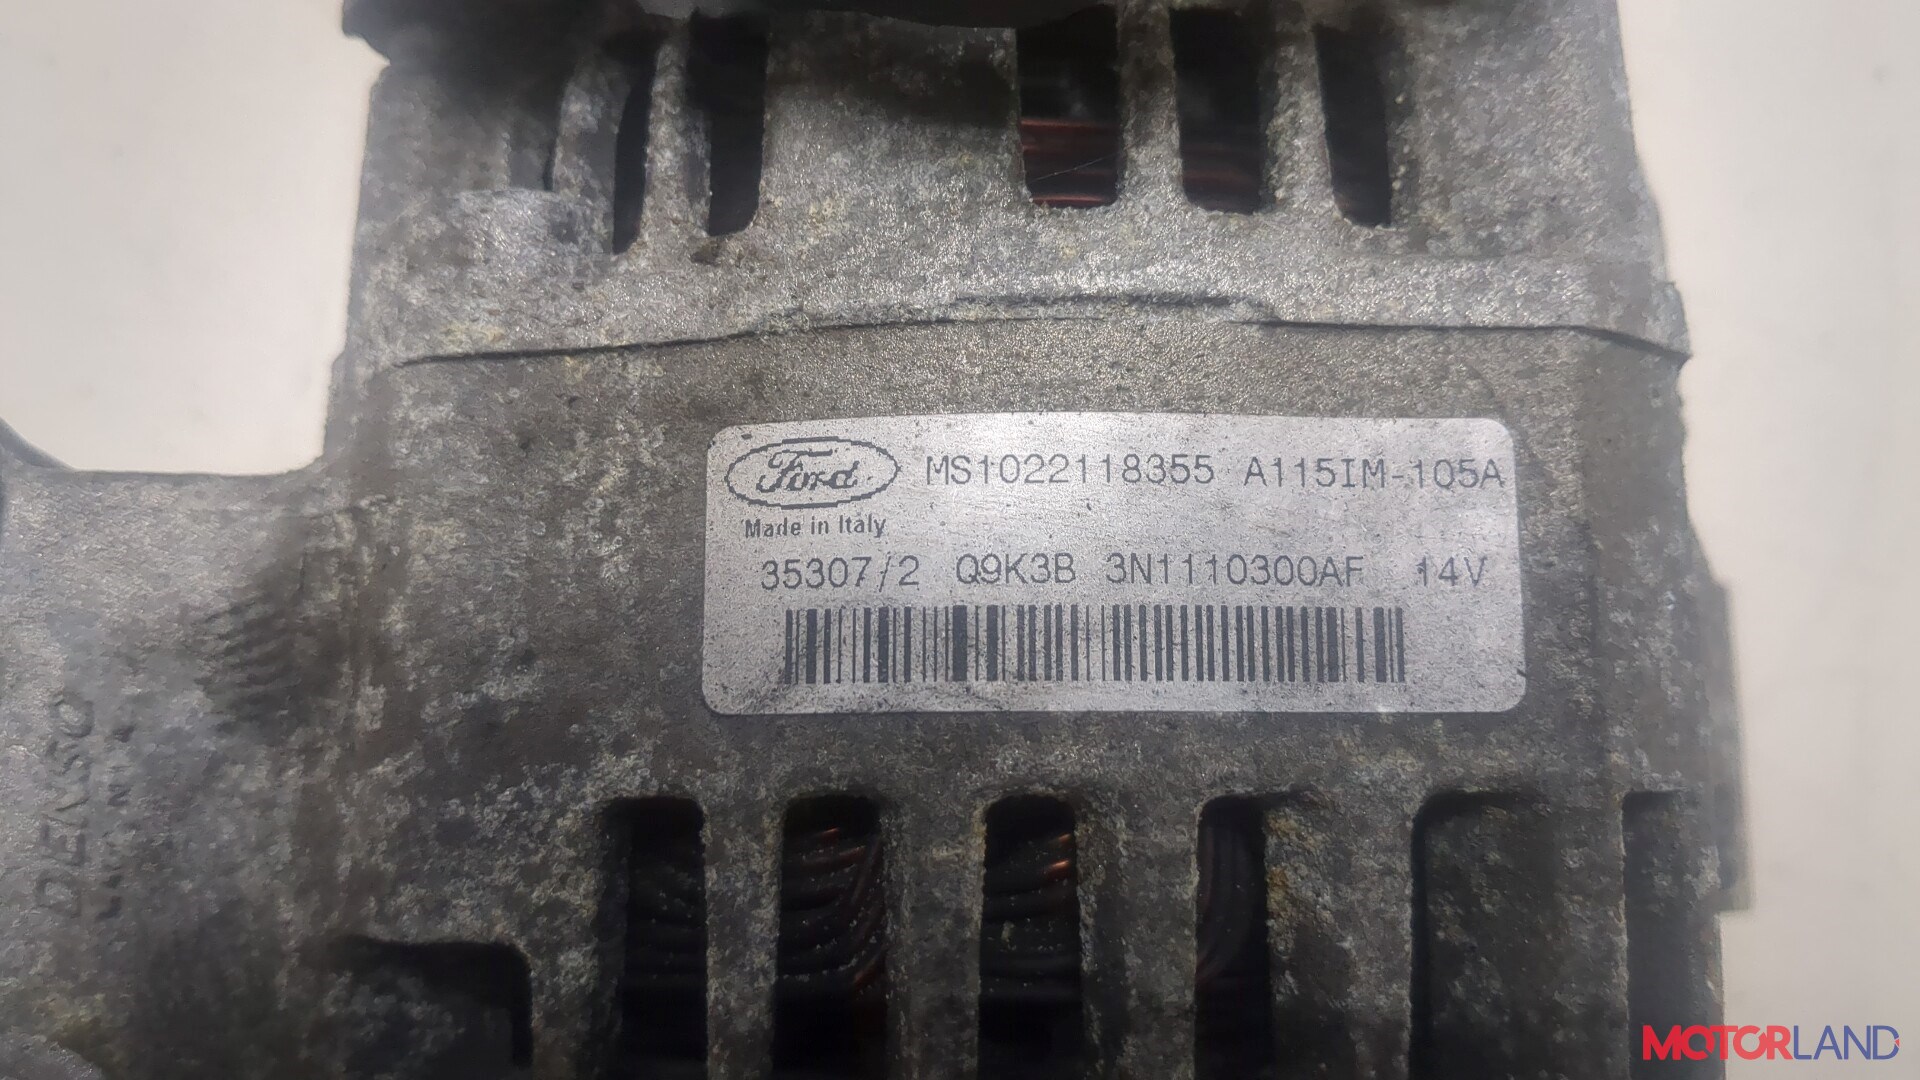 Ford MS1022118355 A115IM-105A
Made in Italy
35307/2 Q9K3B 3N1110300AF 14V
DENSO
MOTORLAND